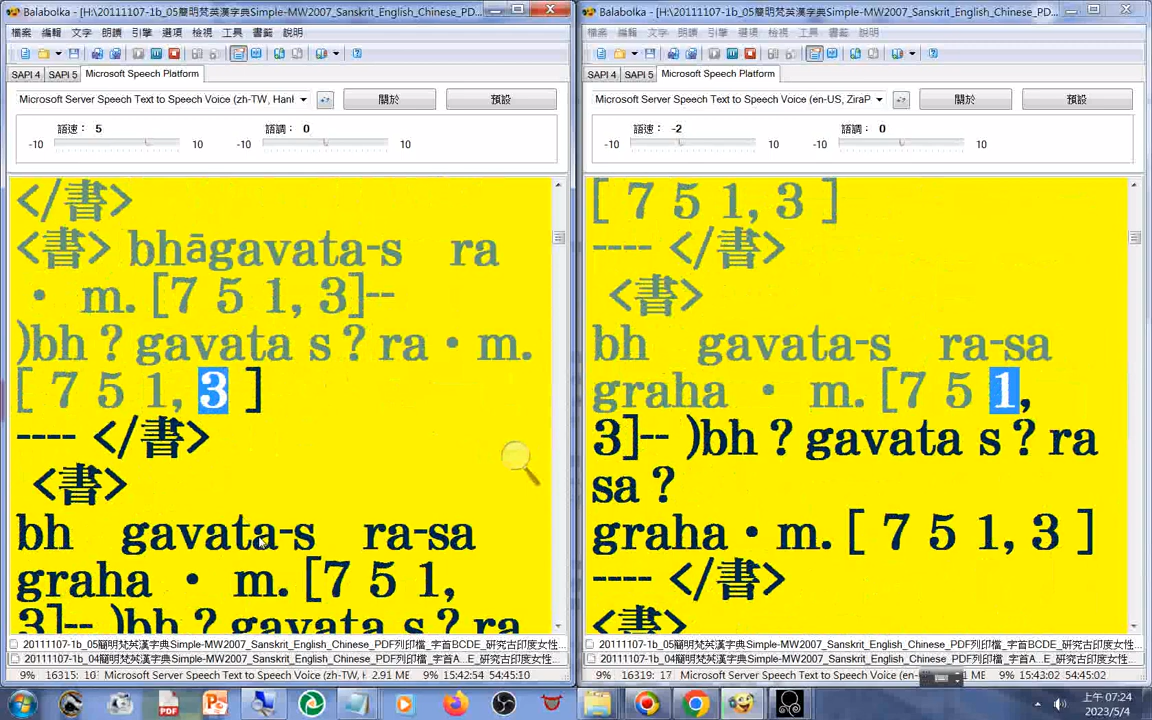 Balabolka - [H:\20111107-1b_05簡明梵英漢字典Simple-MW2007_Sanskrit_English_Chinese_PD...
檔案 編輯 文字 朗讀 引擎 選項 檢視 工具 書籤 說明
SAPI 4 SAPI 5 Microsoft Speech Platform
Microsoft Server Speech Text to Speech Voice (zh-TW, Hanl
關於 預設
語速： 5 語調： 0
-10 10 -10 10
</書>
<書> bhāgavata-s ra
• m. [7 5 1, 3]--
)bh ? gavata s ? ra • m.
[ 7 5 1, 3 ]
---- </書>
<書>
bh gavata-s ra-sa
graha • m. [7 5 1,
3]-- )bh ? gavata s ? ra
20111107-1b_05簡明梵英漢字典Simple-MW2007_Sanskrit_English_Chinese_PDF列印檔_字首BCDE_研究古印度女性...
20111107-1b_04簡明梵英漢字典Simple-MW2007_Sanskrit_English_Chinese_PDF列印檔_字首A...E_研究古印度女性...
9% 16315: 10 Microsoft Server Speech Text to Speech Voice (zh-TW, 2.91 MB 9% 15:42:54 54:45:10
Balabolka - [H:\20111107-1b_05簡明梵英漢字典Simple-MW2007_Sanskrit_English_Chinese_PD...
檔案 編輯 文字 朗讀 引擎 選項 檢視 工具 書籤 說明
SAPI 4 SAPI 5 Microsoft Speech Platform
Microsoft Server Speech Text to Speech Voice (en-US, ZiraP
關於 預設
語速： -2 語調： 0
-10 10 -10 10
[ 7 5 1, 3 ]
---- </書>
<書>
bh gavata-s ra-sa
graha • m. [7 5 1,
3]-- )bh ? gavata s ? ra
sa ?
graha • m. [ 7 5 1, 3 ]
---- </書>
<書>
20111107-1b_05簡明梵英漢字典Simple-MW2007_Sanskrit_English_Chinese_PDF列印檔_字首BCDE_研究古印度女性...
20111107-1b_04簡明梵英漢字典Simple-MW2007_Sanskrit_English_Chinese_PDF列印檔_字首A...E_研究古印度女性...
9% 16319: 17 Microsoft Server Speech Text to Speech Voice (en-U 9% 15:43:02 54:45:02
上午 07:24
2023/5/4